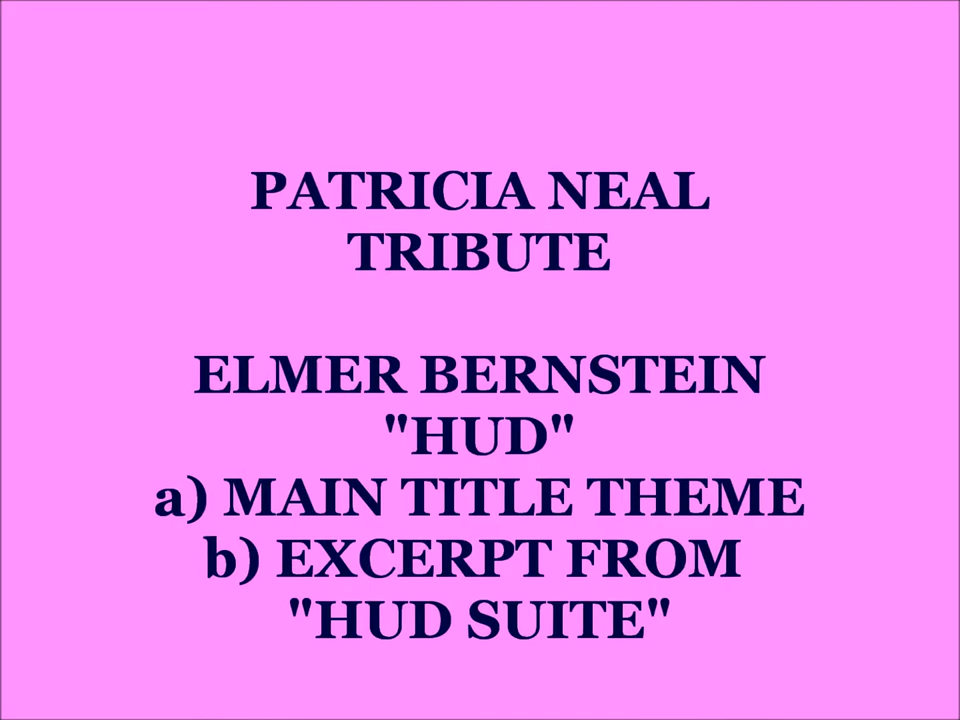 PATRICIA NEAL
TRIBUTE
ELMER BERNSTEIN
"HUD"
a) MAIN TITLE THEME
b) EXCERPT FROM
"HUD SUITE"